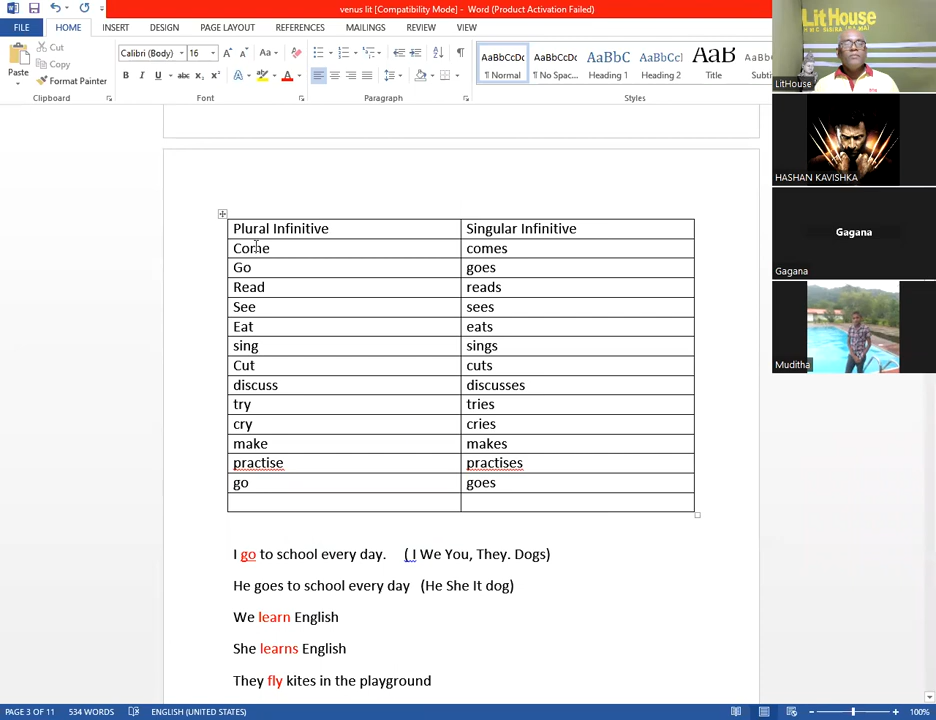 venus lit [Compatibility Mode] - Word (Product Activation Failed)
FILE HOME INSERT DESIGN PAGE LAYOUT REFERENCES MAILINGS REVIEW VIEW
Cut
Copy
Format Painter
Paste
Calibri (Body) 16
Clipboard Font Paragraph Styles
AaBbCcDc AaBbCcDc AaBbC AaBbCcI AaB AaBb
¶ Normal ¶ No Spac... Heading 1 Heading 2 Title Subti
Plural Infinitive Singular Infinitive
Come comes
Go goes
Read reads
See sees
Eat eats
sing sings
Cut cuts
discuss discusses
try tries
cry cries
make makes
practise practises
go goes
I go to school every day. ( I We You, They. Dogs)
He goes to school every day (He She It dog)
We learn English
She learns English
They fly kites in the playground
PAGE 3 OF 11 534 WORDS ENGLISH (UNITED STATES) 100%
LitHouse
LitHouse
HASHAN KAVISHKA
Gagana
Gagana
Muditha